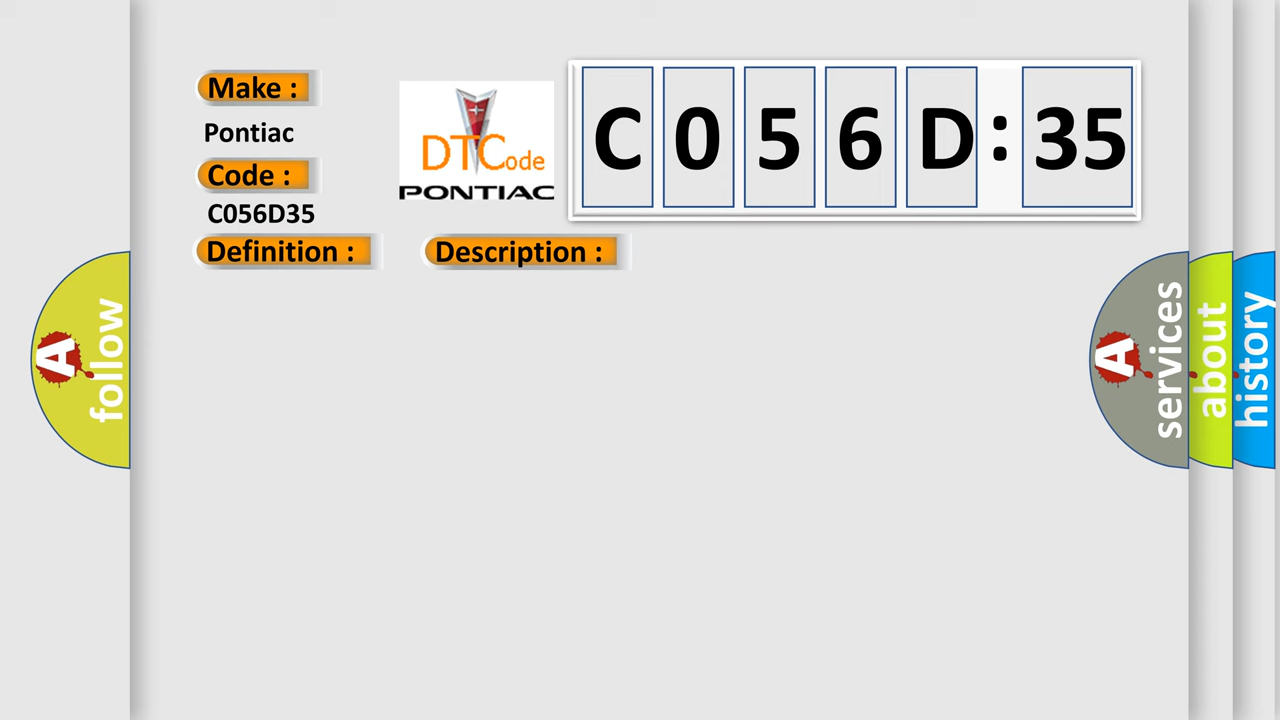 Make :
Pontiac
Code :
C056D35
Definition :
Description :
DTCode
PONTIAC
C 0 5 6 D : 35
A follow
A services
about
history